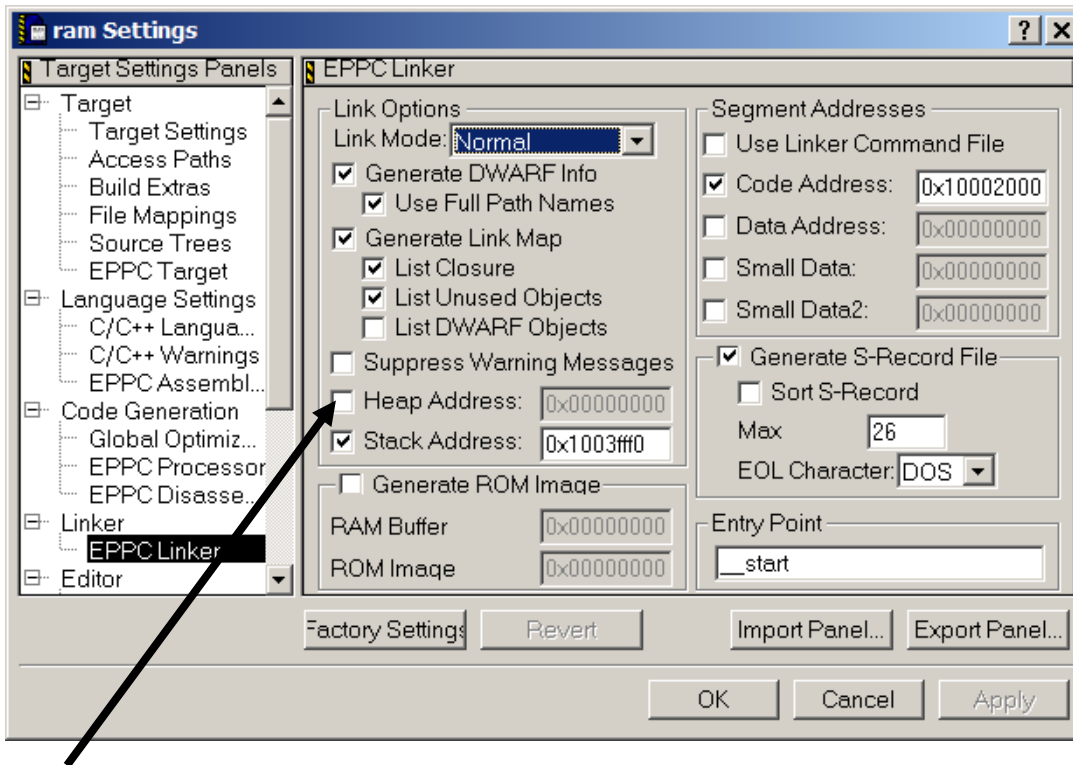 ram Settings
Target Settings Panels
Target
Target Settings
Access Paths
Build Extras
File Mappings
Source Trees
EPPC Target
Language Settings
C/C++ Langua...
C/C++ Warnings
EPPC Assembl...
Code Generation
Global Optimiz...
EPPC Processor
EPPC Disasse...
Linker
EPPC Linker
Editor
EPPC Linker
Link Options
Link Mode: Normal
Generate DWARF Info
Use Full Path Names
Generate Link Map
List Closure
List Unused Objects
List DWARF Objects
Suppress Warning Messages
Heap Address: 0x00000000
Stack Address: 0x1003fff0
Generate ROM Image
RAM Buffer 0x00000000
ROM Image 0x00000000
Segment Addresses
Use Linker Command File
Code Address: 0x10002000
Data Address: 0x00000000
Small Data: 0x00000000
Small Data2: 0x00000000
Generate S-Record File
Sort S-Record
Max 26
EOL Character: DOS
Entry Point
__start
Factory Settings Revert Import Panel... Export Panel...
OK Cancel Apply